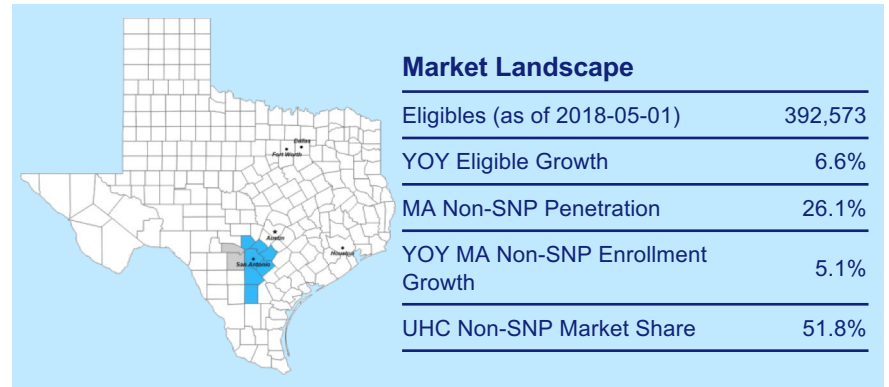 Market Landscape
Eligibles (as of 2018-05-01) 392,573
YOY Eligible Growth 6.6%
MA Non-SNP Penetration 26.1%
YOY MA Non-SNP Enrollment
Growth 5.1%
UHC Non-SNP Market Share 51.8%
Dallas
Fort Worth
Austin
Houston
San Antonio